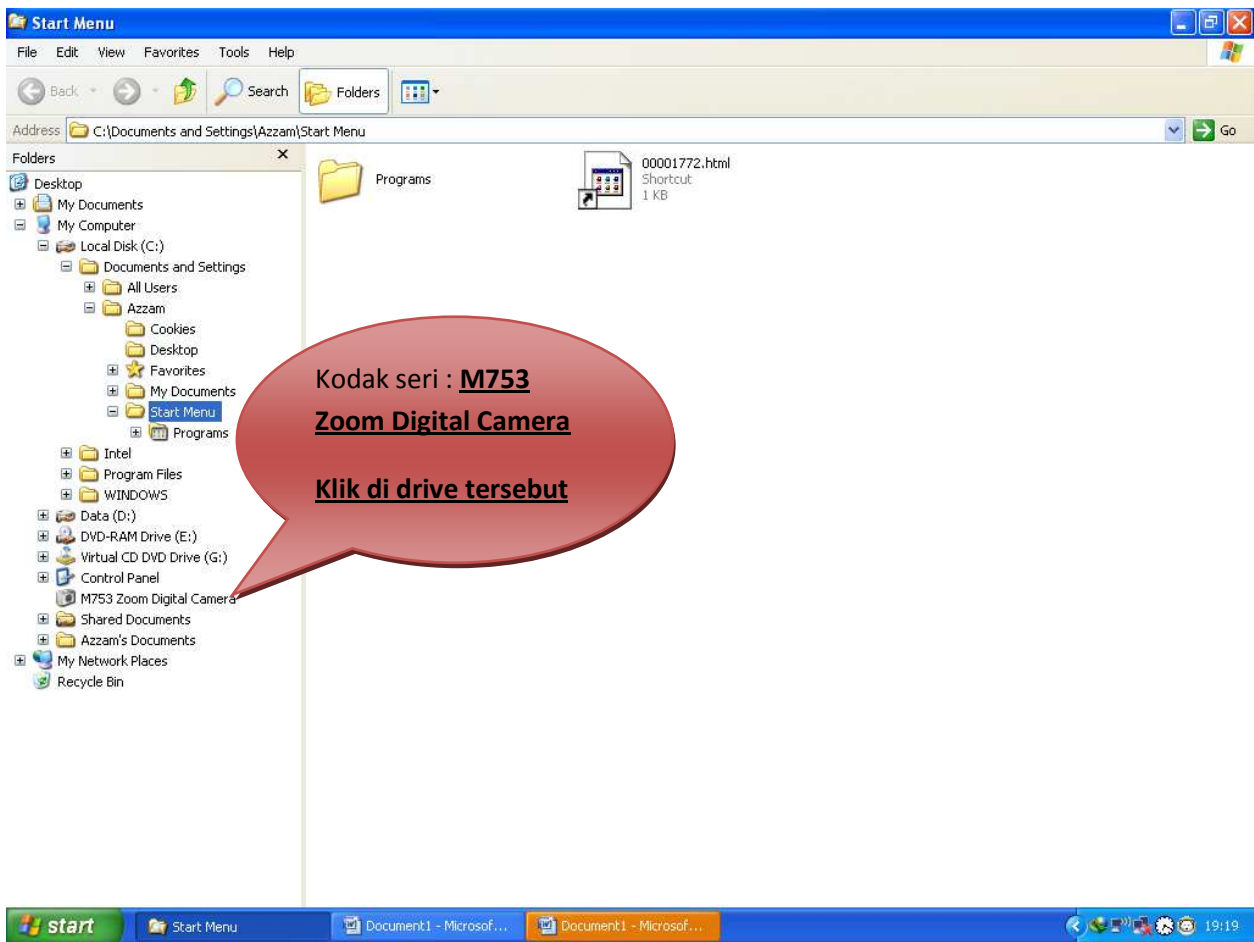 Start Menu
File Edit View Favorites Tools Help
Back Search Folders
Address C:\Documents and Settings\Azzam\Start Menu Go
Folders
Desktop
My Documents
My Computer
Local Disk (C:)
Documents and Settings
All Users
Azzam
Cookies
Desktop
Favorites
My Documents
Start Menu
Programs
Intel
Program Files
WINDOWS
Data (D:)
DVD-RAM Drive (E:)
Virtual CD DVD Drive (G:)
Control Panel
M753 Zoom Digital Camera
Shared Documents
Azzam's Documents
My Network Places
Recycle Bin
Programs
00001772.html
Shortcut
1 KB
Kodak seri : M753
Zoom Digital Camera
Klik di drive tersebut
start Start Menu Document1 - Microsof... Document1 - Microsof... 19:19